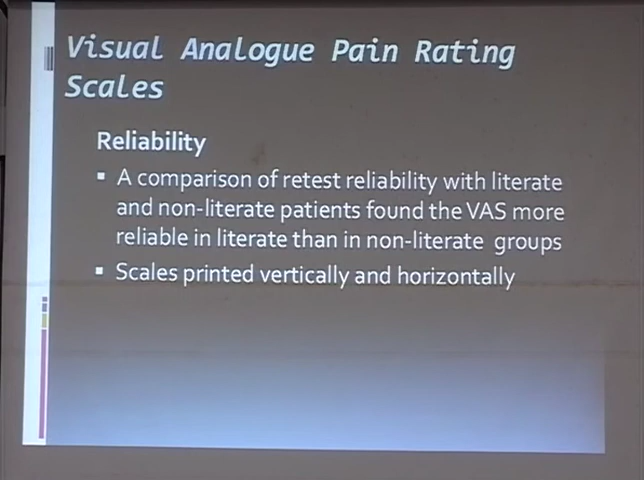 Visual Analogue Pain Rating
Scales
Reliability
▪ A comparison of retest reliability with literate
and non-literate patients found the VAS more
reliable in literate than in non-literate groups
▪ Scales printed vertically and horizontally